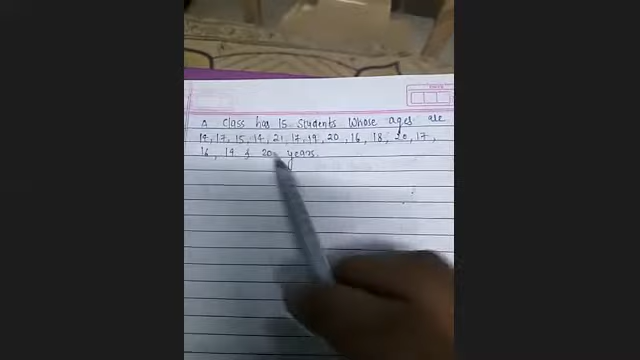 A Class has 15 Students Whose ages are
14, 17, 15, 14, 21, 17, 19, 20, 16, 18, 20, 17,
16, 19 & 20 years.